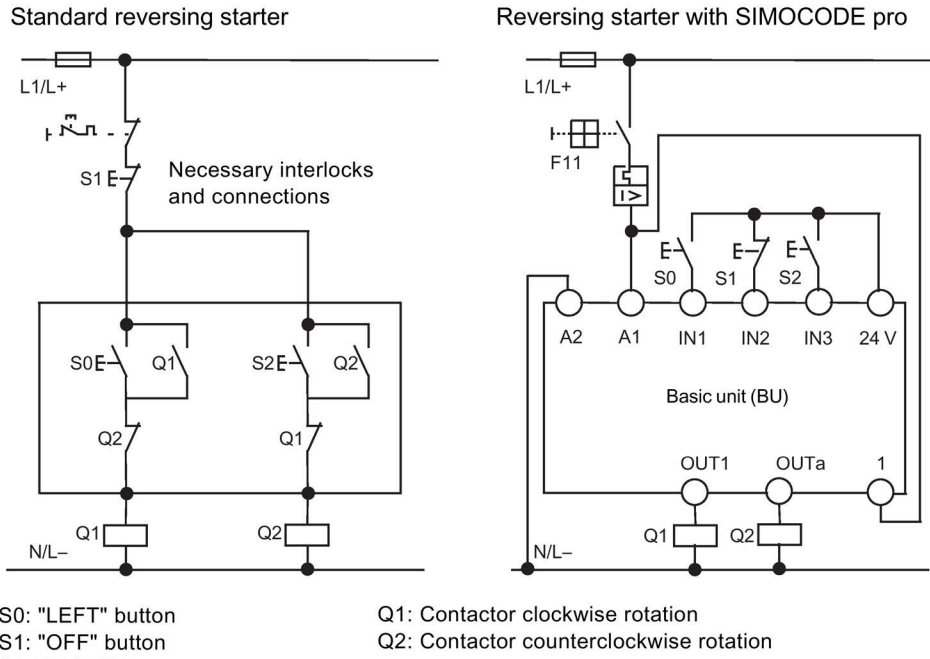 Standard reversing starter
Reversing starter with SIMOCODE pro
L1/L+
L1/L+
F11
S1
Necessary interlocks
and connections
S0
S1
S2
A2
A1
IN1
IN2
IN3
24 V
S0
Q1
S2
Q2
Basic unit (BU)
Q2
Q1
OUT1
OUTa
1
Q1
Q2
Q1
Q2
N/L–
N/L–
S0: "LEFT" button
Q1: Contactor clockwise rotation
S1: "OFF" button
Q2: Contactor counterclockwise rotation